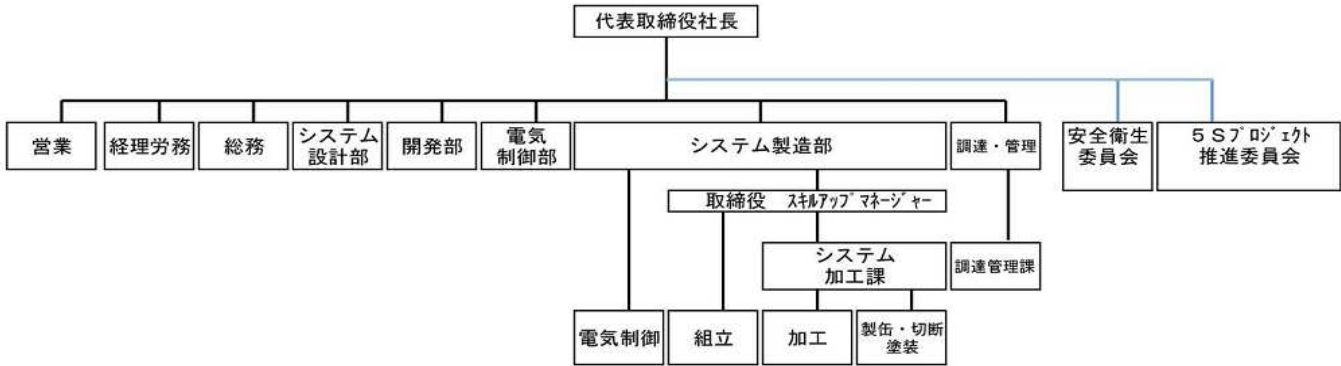 代表取締役社長
営業
経理労務
総務
システム
設計部
開発部
電気
制御部
システム製造部
調達・管理
安全衛生
委員会
５Ｓﾌﾟﾛｼﾞｪｸﾄ
推進委員会
取締役　ｽｷﾙｱｯﾌﾟﾏﾈｰｼﾞｬｰ
システム
加工課
調達管理課
電気制御
組立
加工
製缶・切断
塗装